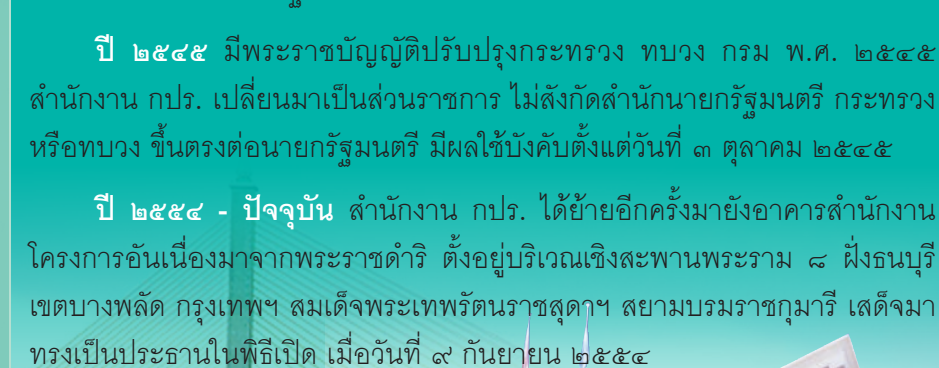 ปี ๒๕๔๕ มีพระราชบัญญัติปรับปรุงกระทรวง ทบวง กรม พ.ศ. ๒๕๔๕
สำนักงาน กปร. เปลี่ยนมาเป็นส่วนราชการ ไม่สังกัดสำนักนายกรัฐมนตรี กระทรวง
หรือทบวง ขึ้นตรงต่อนายกรัฐมนตรี มีผลใช้บังคับตั้งแต่วันที่ ๓ ตุลาคม ๒๕๔๕
ปี ๒๕๕๔ - ปัจจุบัน สำนักงาน กปร. ได้ย้ายอีกครั้งมายังอาคารสำนักงาน
โครงการอันเนื่องมาจากพระราชดำริ ตั้งอยู่บริเวณเชิงสะพานพระราม ๘ ฝั่งธนบุรี
เขตบางพลัด กรุงเทพฯ สมเด็จพระเทพรัตนราชสุดาฯ สยามบรมราชกุมารี เสด็จมา
ทรงเป็นประธานในพิธีเปิด เมื่อวันที่ ๙ กันยายน ๒๕๕๔